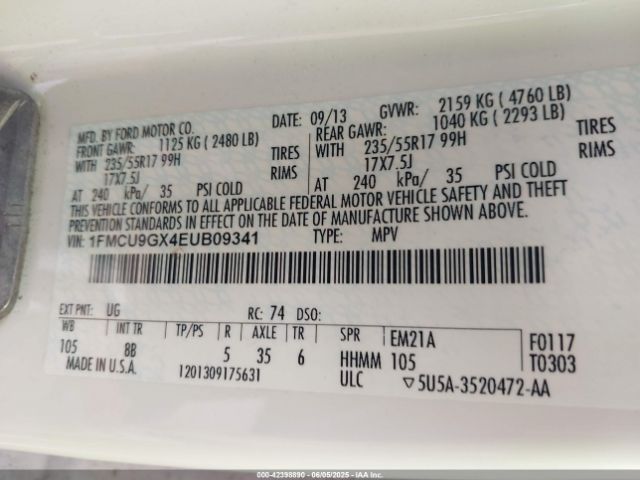 MFD. BY FORD MOTOR CO.
DATE: 09/13 GVWR: 2159 KG ( 4760 LB)
FRONT GAWR: 1125 KG ( 2480 LB) REAR GAWR: 1040 KG ( 2293 LB)
WITH 235/55R17 99H TIRES WITH 235/55R17 99H TIRES
17X7.5J RIMS 17X7.5J RIMS
AT 240 kPa/ 35 PSI COLD AT 240 kPa/ 35 PSI COLD
THIS VEHICLE CONFORMS TO ALL APPLICABLE FEDERAL MOTOR VEHICLE SAFETY AND THEFT
PREVENTION STANDARDS IN EFFECT ON THE DATE OF MANUFACTURE SHOWN ABOVE.
VIN: 1FMCU9GX4EUB09341 TYPE: MPV
EXT PNT: UG RC: 74 DSO:
WB INT TR TP/PS R AXLE TR SPR EM21A F0117
105 8B 5 35 6 HHMM 105 T0303
MADE IN U.S.A. 1201309175631 ULC ▽5U5A-3520472-AA
000-42398890 - 06/05/2025 - IAA Corp.